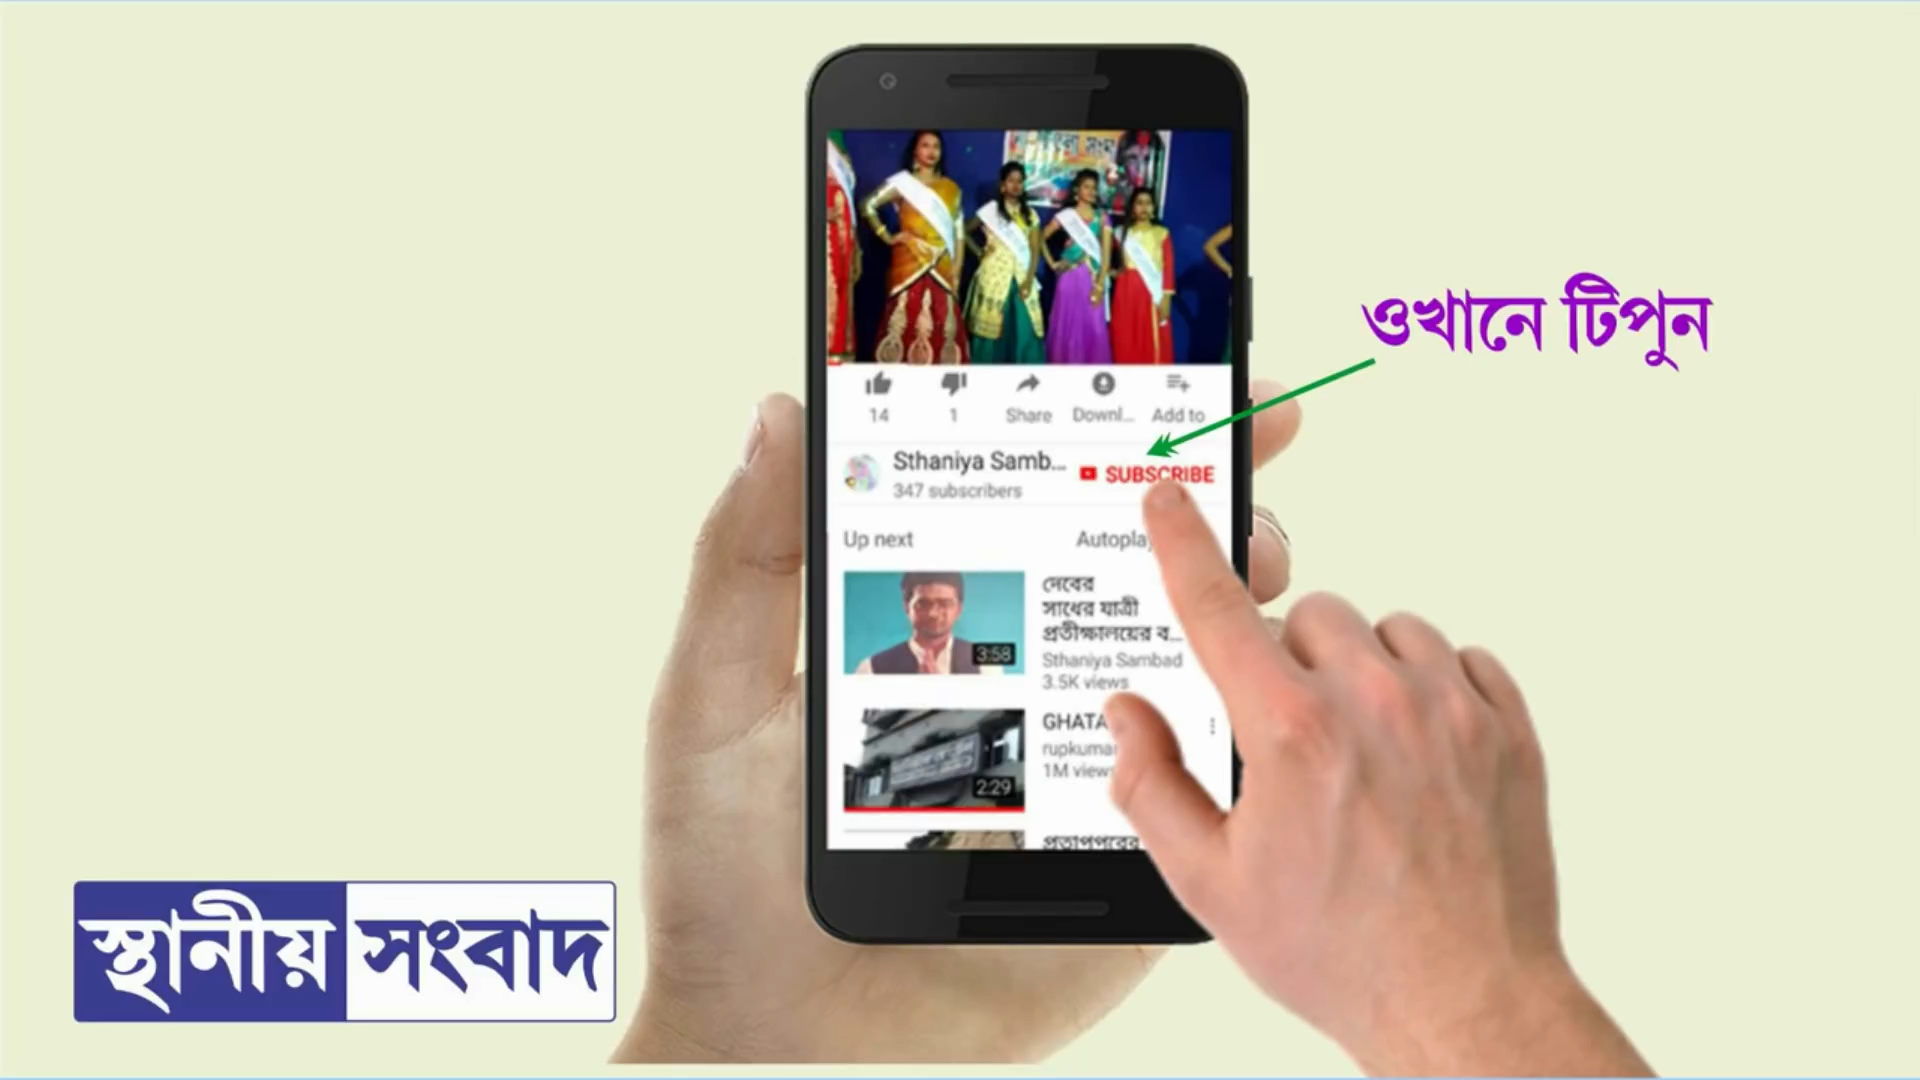 ওখানে টিপুন
14
1
Share
Downl...
Add to
Sthaniya Samb...
SUBSCRIBE
347 subscribers
Up next
Autoplay
দেবের
সাধের যাত্রী
প্রতীক্ষালয়ের ব...
3:58
Sthaniya Sambad
3.5K views
GHATA
rupkumar
1M views
2:29
স্থানীয় সংবাদ